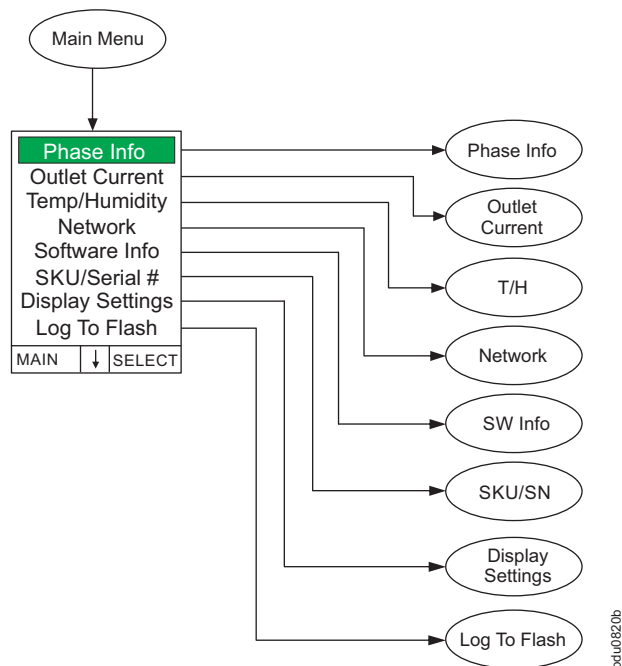 Main Menu
Phase Info
Outlet Current
Temp/Humidity
Network
Software Info
SKU/Serial #
Display Settings
Log To Flash
MAIN ↓ SELECT
Phase Info
Outlet
Current
T/H
Network
SW Info
SKU/SN
Display
Settings
Log To Flash
pdu0820b